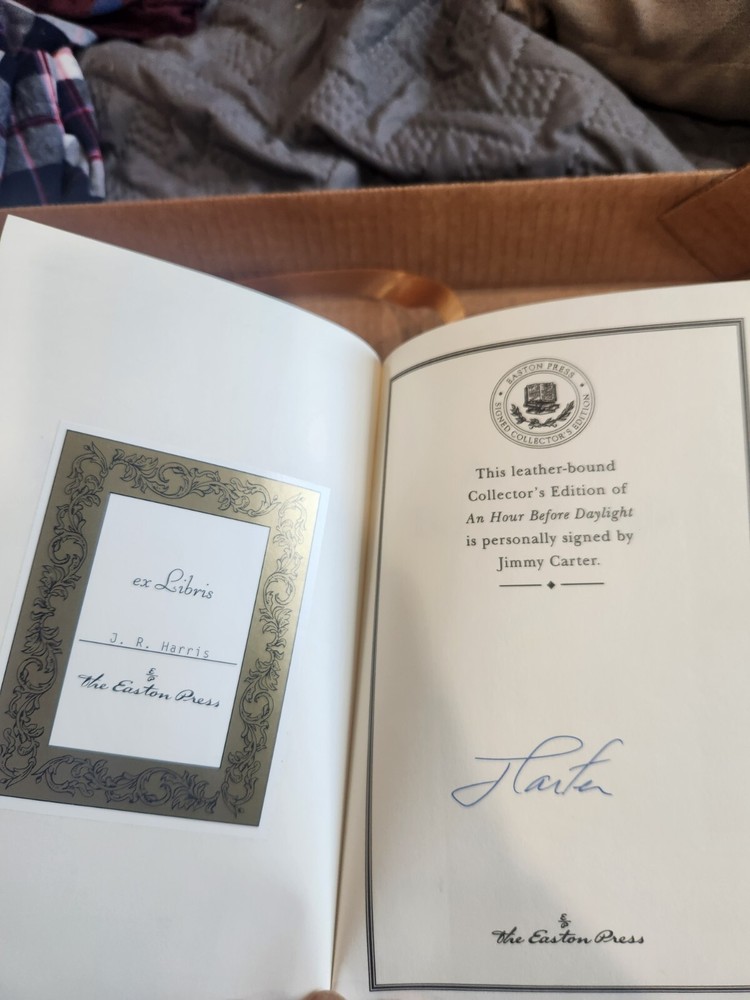 ex Libris
J. R. Harris
The Easton Press
EASTON PRESS
SIGNED COLLECTOR'S EDITION
This leather-bound
Collector's Edition of
An Hour Before Daylight
is personally signed by
Jimmy Carter.
J Carter
The Easton Press